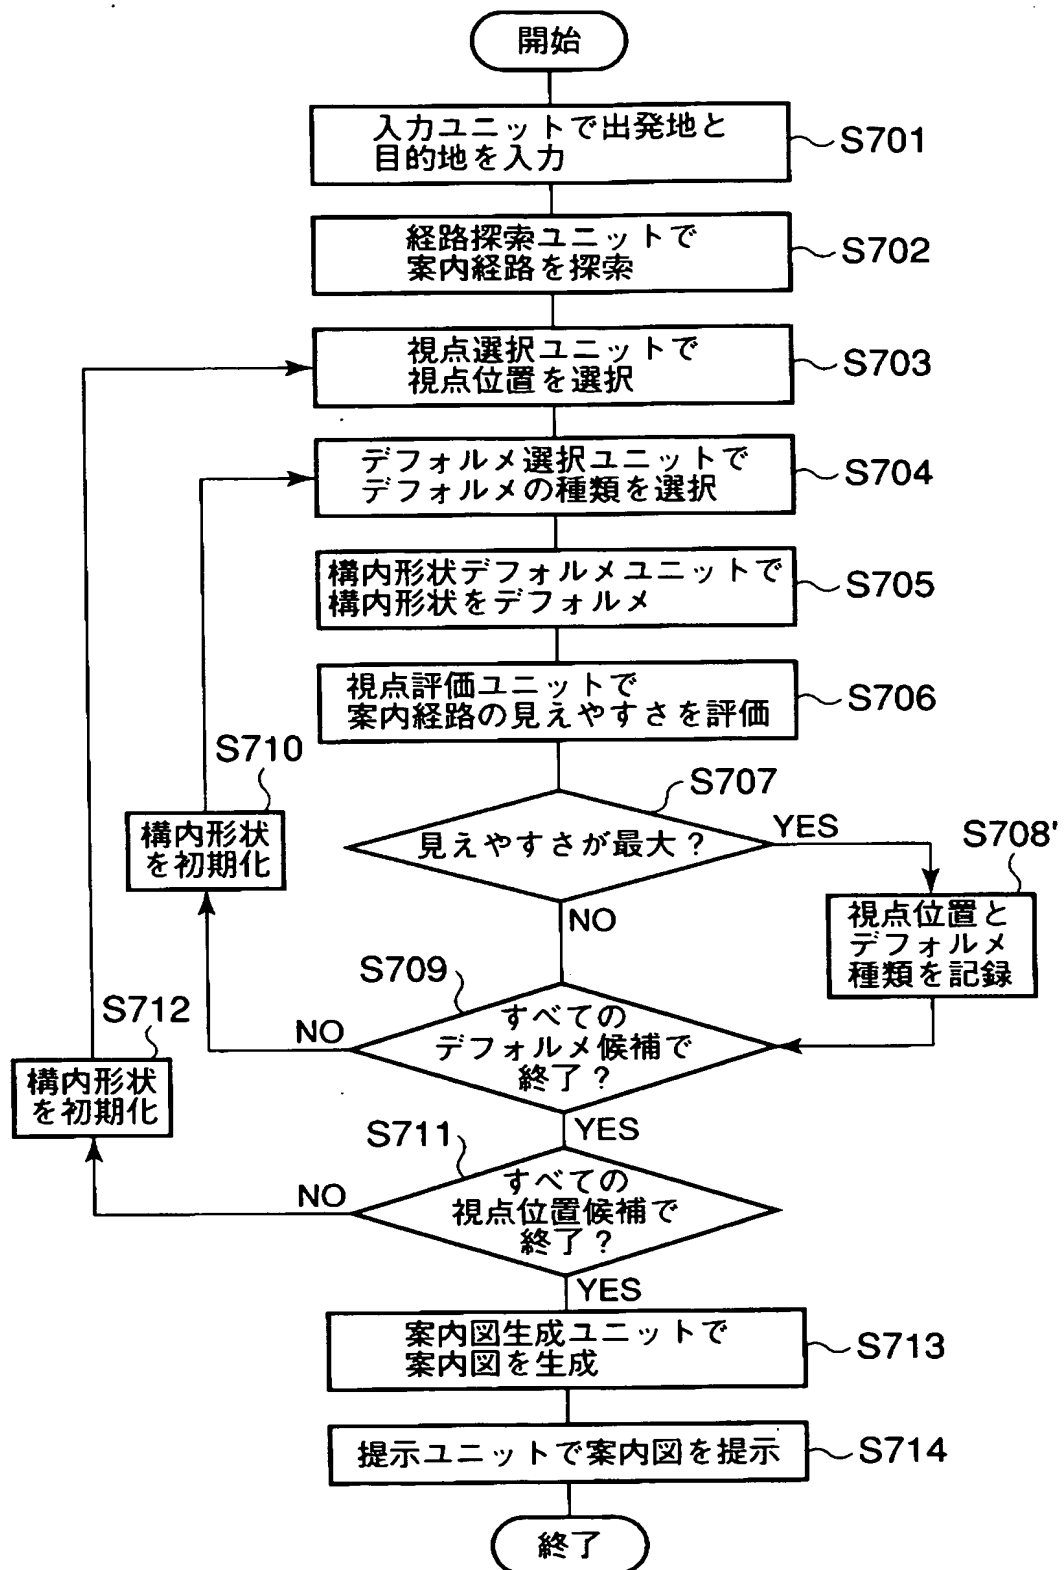 開始
入力ユニットで出発地と
目的地を入力
S701
経路探索ユニットで
案内経路を探索
S702
視点選択ユニットで
視点位置を選択
S703
デフォルメ選択ユニットで
デフォルメの種類を選択
S704
構内形状デフォルメユニットで
構内形状をデフォルメ
S705
視点評価ユニットで
案内経路の見えやすさを評価
S706
S710
構内形状
を初期化
S707
見えやすさが最大？
YES
NO
S708'
視点位置と
デフォルメ
種類を記録
S709
すべての
デフォルメ候補で
終了？
NO
YES
S712
構内形状
を初期化
S711
すべての
視点位置候補で
終了？
NO
YES
案内図生成ユニットで
案内図を生成
S713
提示ユニットで案内図を提示
S714
終了